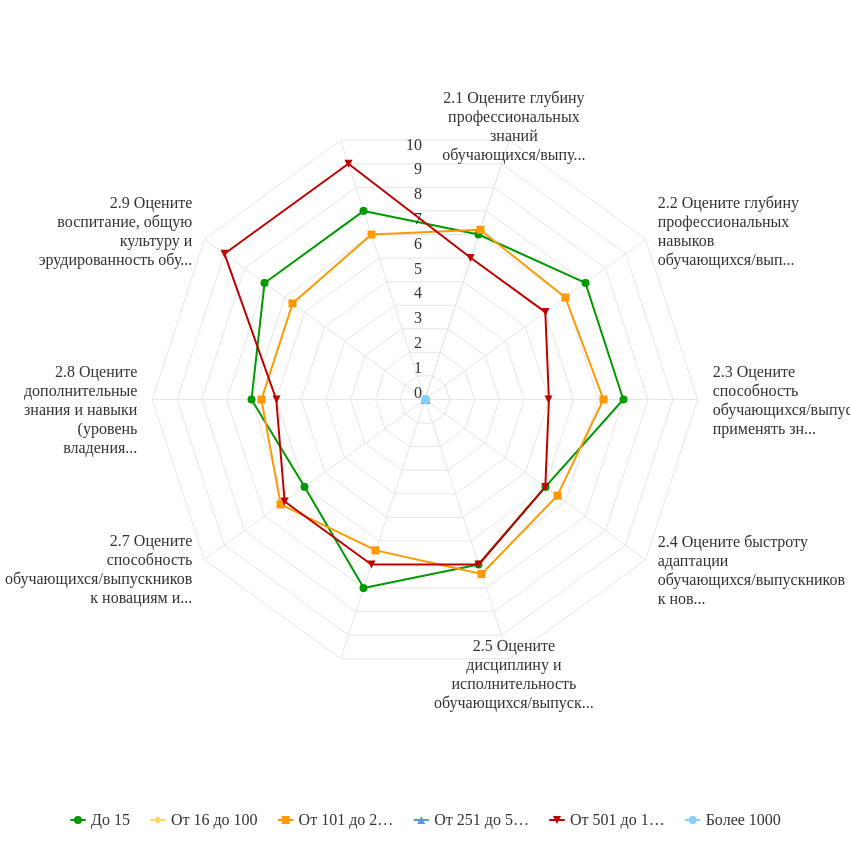 2.1 Оцените глубину
профессиональных
знаний
обучающихся/выпу...
2.2 Оцените глубину
профессиональных
навыков
обучающихся/вып...
2.3 Оцените
способность
обучающихся/выпус
применять зн...
2.4 Оцените быстроту
адаптации
обучающихся/выпускников
к нов...
2.5 Оцените
дисциплину и
исполнительность
обучающихся/выпуск...
2.7 Оцените
способность
обучающихся/выпускников
к новациям и...
2.8 Оцените
дополнительные
знания и навыки
(уровень
владения...
2.9 Оцените
воспитание, общую
культуру и
эрудированность обу...
10
9
8
7
6
5
4
3
2
1
0
До 15
От 16 до 100
От 101 до 2…
От 251 до 5…
От 501 до 1…
Более 1000